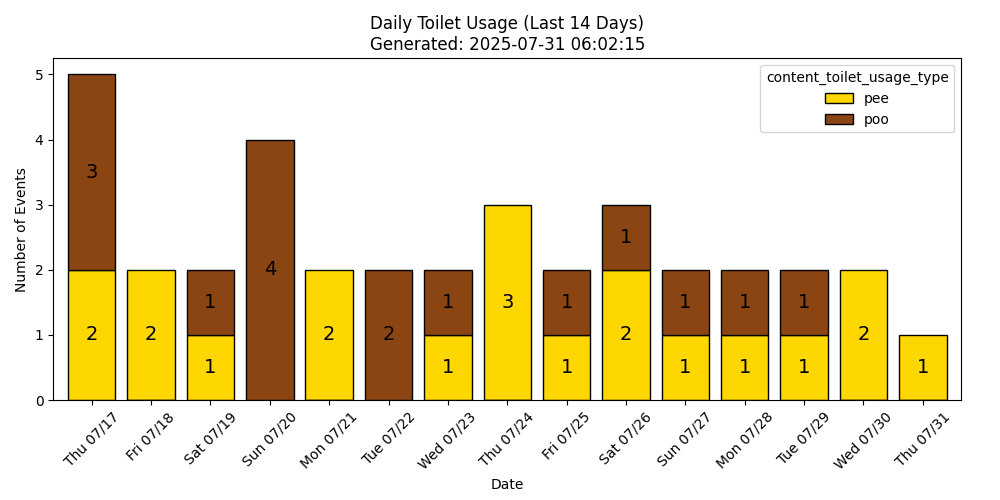 Daily Toilet Usage (Last 14 Days)
Generated: 2025-07-31 06:02:15
content_toilet_usage_type
pee
poo
Number of Events
5
4
3
2
1
0
3
2
2
1
1
4
2
2
1
1
3
1
1
1
2
1
1
1
1
1
1
2
1
Thu 07/17
Fri 07/18
Sat 07/19
Sun 07/20
Mon 07/21
Tue 07/22
Wed 07/23
Thu 07/24
Fri 07/25
Sat 07/26
Sun 07/27
Mon 07/28
Tue 07/29
Wed 07/30
Thu 07/31
Date